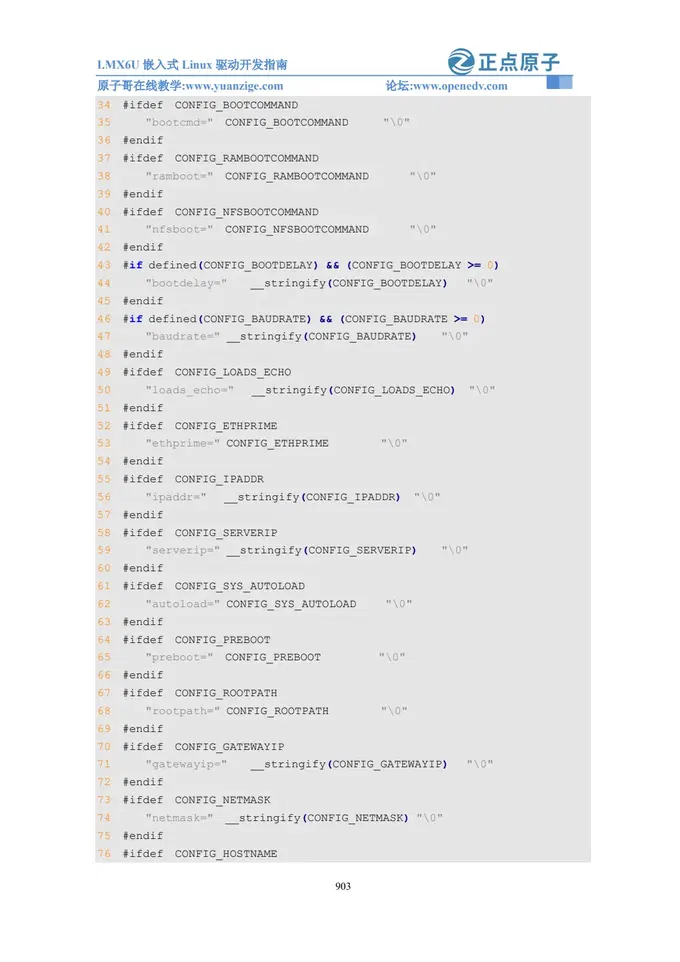 I.MX6U 嵌入式 Linux 驱动开发指南
正点原子
原子哥在线教学:www.yuanzige.com 论坛:www.openedv.com
34 #ifdef CONFIG_BOOTCOMMAND
35 "bootcmd=" CONFIG_BOOTCOMMAND "\0"
36 #endif
37 #ifdef CONFIG_RAMBOOTCOMMAND
38 "ramboot=" CONFIG_RAMBOOTCOMMAND "\0"
39 #endif
40 #ifdef CONFIG_NFSBOOTCOMMAND
41 "nfsboot=" CONFIG_NFSBOOTCOMMAND "\0"
42 #endif
43 #if defined(CONFIG_BOOTDELAY) && (CONFIG_BOOTDELAY >= 0)
44 "bootdelay=" __stringify(CONFIG_BOOTDELAY) "\0"
45 #endif
46 #if defined(CONFIG_BAUDRATE) && (CONFIG_BAUDRATE >= 0)
47 "baudrate=" __stringify(CONFIG_BAUDRATE) "\0"
48 #endif
49 #ifdef CONFIG_LOADS_ECHO
50 "loads_echo=" __stringify(CONFIG_LOADS_ECHO) "\0"
51 #endif
52 #ifdef CONFIG_ETHPRIME
53 "ethprime=" CONFIG_ETHPRIME "\0"
54 #endif
55 #ifdef CONFIG_IPADDR
56 "ipaddr=" __stringify(CONFIG_IPADDR) "\0"
57 #endif
58 #ifdef CONFIG_SERVERIP
59 "serverip=" __stringify(CONFIG_SERVERIP) "\0"
60 #endif
61 #ifdef CONFIG_SYS_AUTOLOAD
62 "autoload=" CONFIG_SYS_AUTOLOAD "\0"
63 #endif
64 #ifdef CONFIG_PREBOOT
65 "preboot=" CONFIG_PREBOOT "\0"
66 #endif
67 #ifdef CONFIG_ROOTPATH
68 "rootpath=" CONFIG_ROOTPATH "\0"
69 #endif
70 #ifdef CONFIG_GATEWAYIP
71 "gatewayip=" __stringify(CONFIG_GATEWAYIP) "\0"
72 #endif
73 #ifdef CONFIG_NETMASK
74 "netmask=" __stringify(CONFIG_NETMASK) "\0"
75 #endif
76 #ifdef CONFIG_HOSTNAME
903